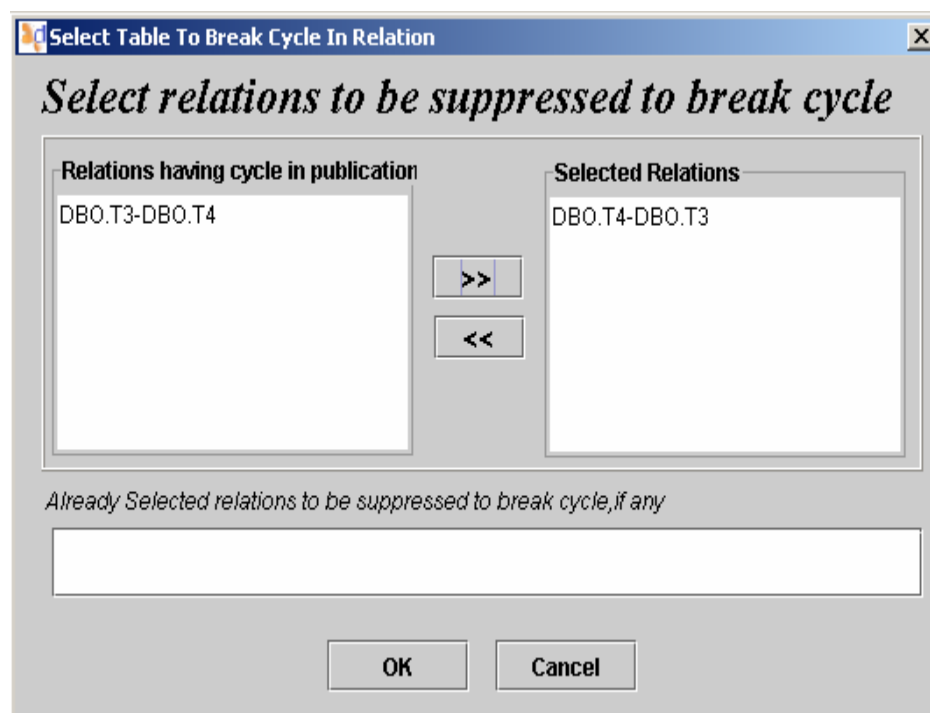 Select Table To Break Cycle In Relation
Select relations to be suppressed to break cycle
Relations having cycle in publication
Selected Relations
DBO.T3-DBO.T4
DBO.T4-DBO.T3
>>
<<
Already Selected relations to be suppressed to break cycle,if any
OK
Cancel